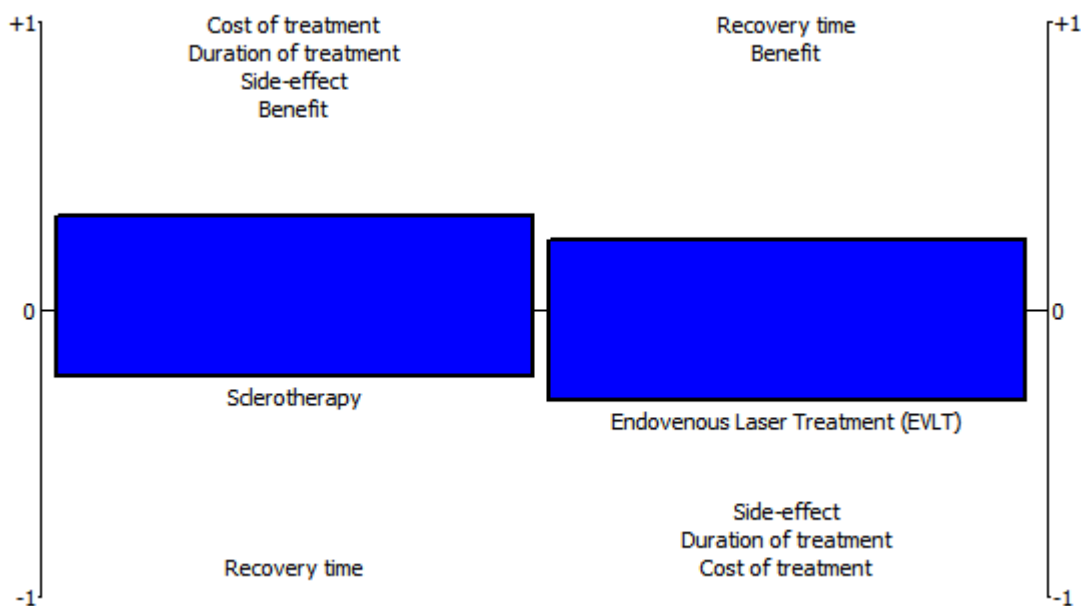 +1
Cost of treatment
Duration of treatment
Side-effect
Benefit
Recovery time
Benefit
+1
0
0
Sclerotherapy
Endovenous Laser Treatment (EVLT)
Recovery time
Side-effect
Duration of treatment
Cost of treatment
-1
-1